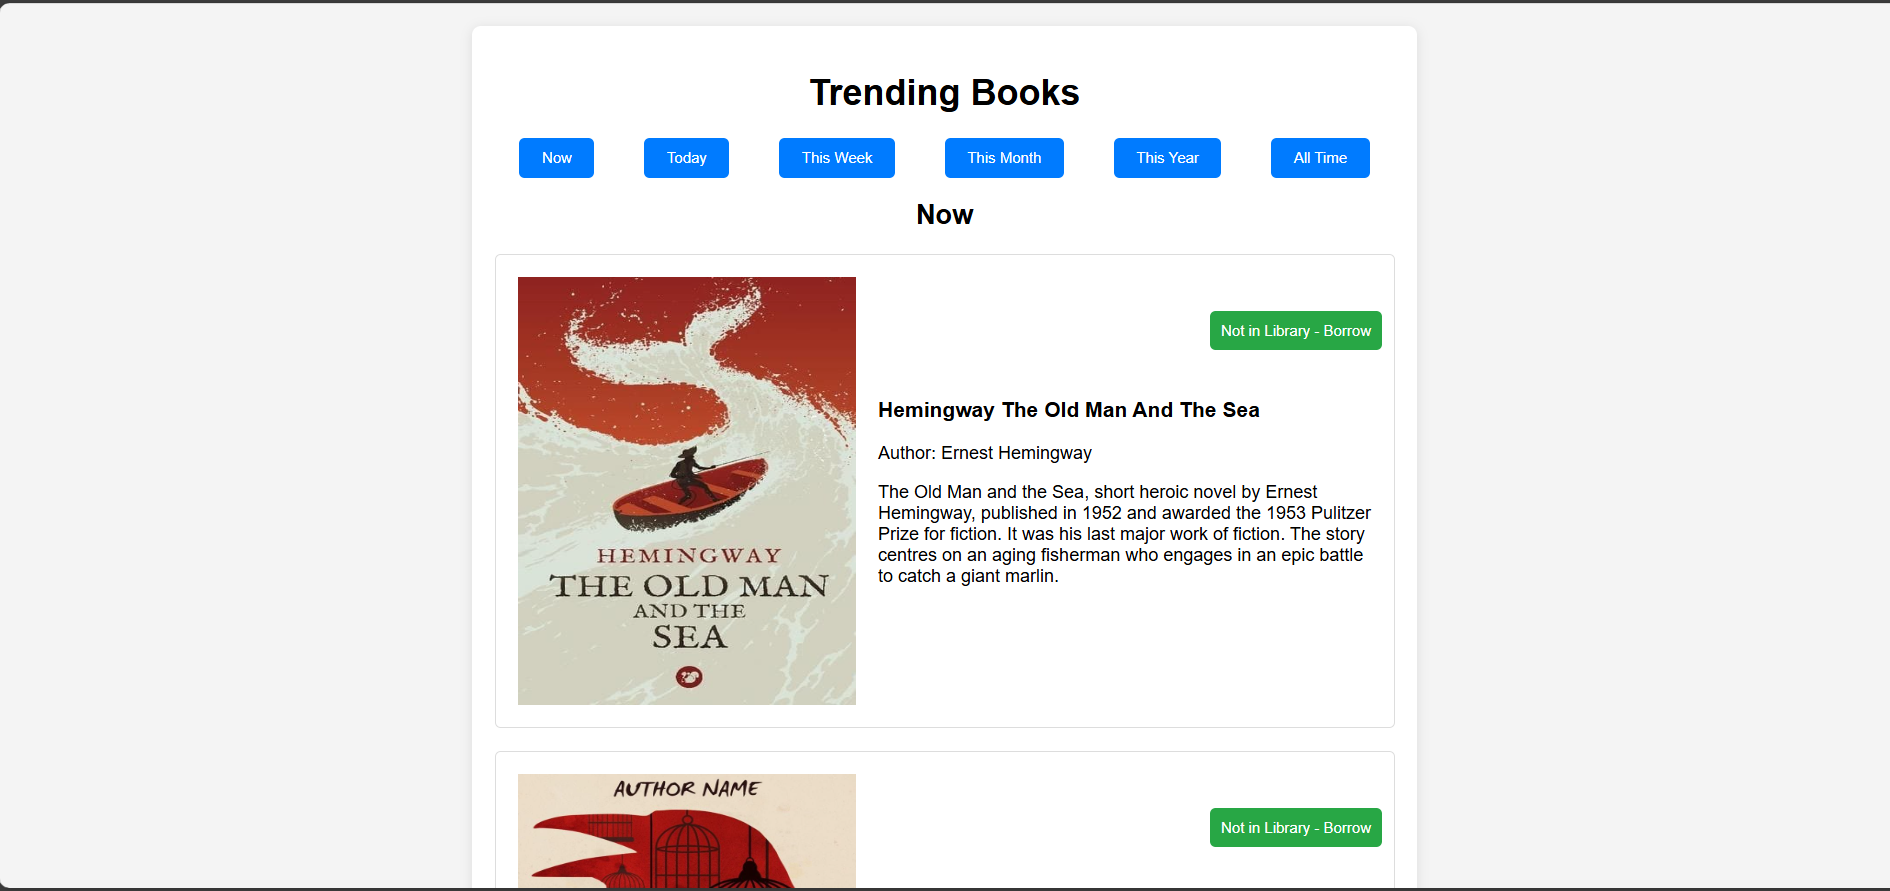 Trending Books
Now
Today
This Week
This Month
This Year
All Time
Now
Not in Library - Borrow
HEMINGWAY
THE OLD MAN
AND THE
SEA
Hemingway The Old Man And The Sea
Author: Ernest Hemingway
The Old Man and the Sea, short heroic novel by Ernest
Hemingway, published in 1952 and awarded the 1953 Pulitzer
Prize for fiction. It was his last major work of fiction. The story
centres on an aging fisherman who engages in an epic battle
to catch a giant marlin.
AUTHOR NAME
Not in Library - Borrow